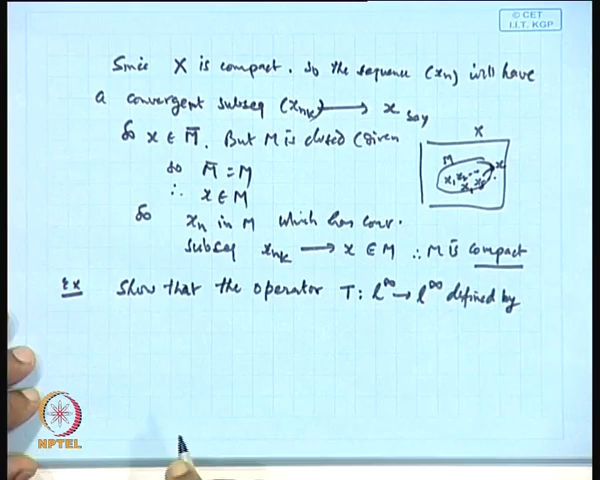 © CET
I.I.T. KGP
Since X is compact. So the sequence (xn) will have
a convergent subseq (xnk) ⟶ x say
So x ∈ M̄. But M is closed (given
so M̄ = M
∴ x ∈ M
X
M
x
x1 x2 ...
So xn in M which has conv.
subseq xnk ⟶ x ∈ M ∴ M is compact
Ex Show that the operator T: l^∞ → l^∞ defined by
NPTEL